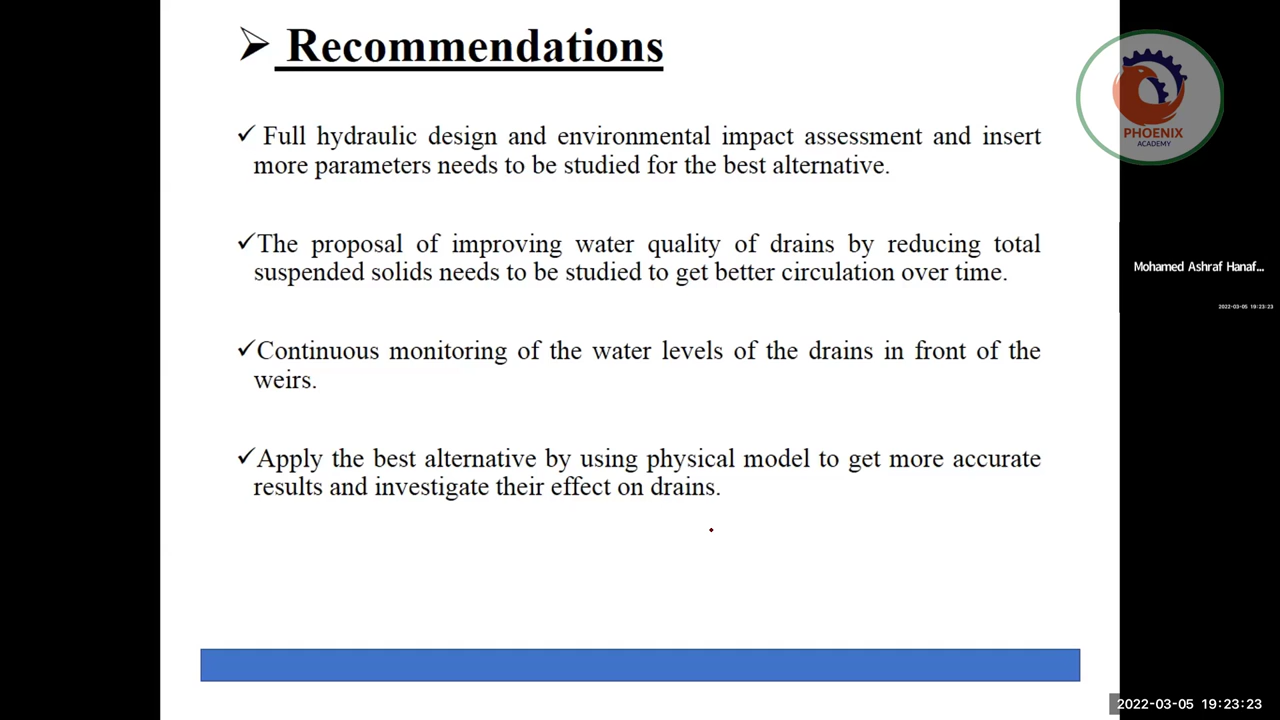 ➢ Recommendations
✓ Full hydraulic design and environmental impact assessment and insert
more parameters needs to be studied for the best alternative.
✓The proposal of improving water quality of drains by reducing total
suspended solids needs to be studied to get better circulation over time.
✓Continuous monitoring of the water levels of the drains in front of the
weirs.
✓Apply the best alternative by using physical model to get more accurate
results and investigate their effect on drains.
PHOENIX
ACADEMY
Mohamed Ashraf Hanaf...
2022-03-05 19:23:23
2022-03-05 19:23:23